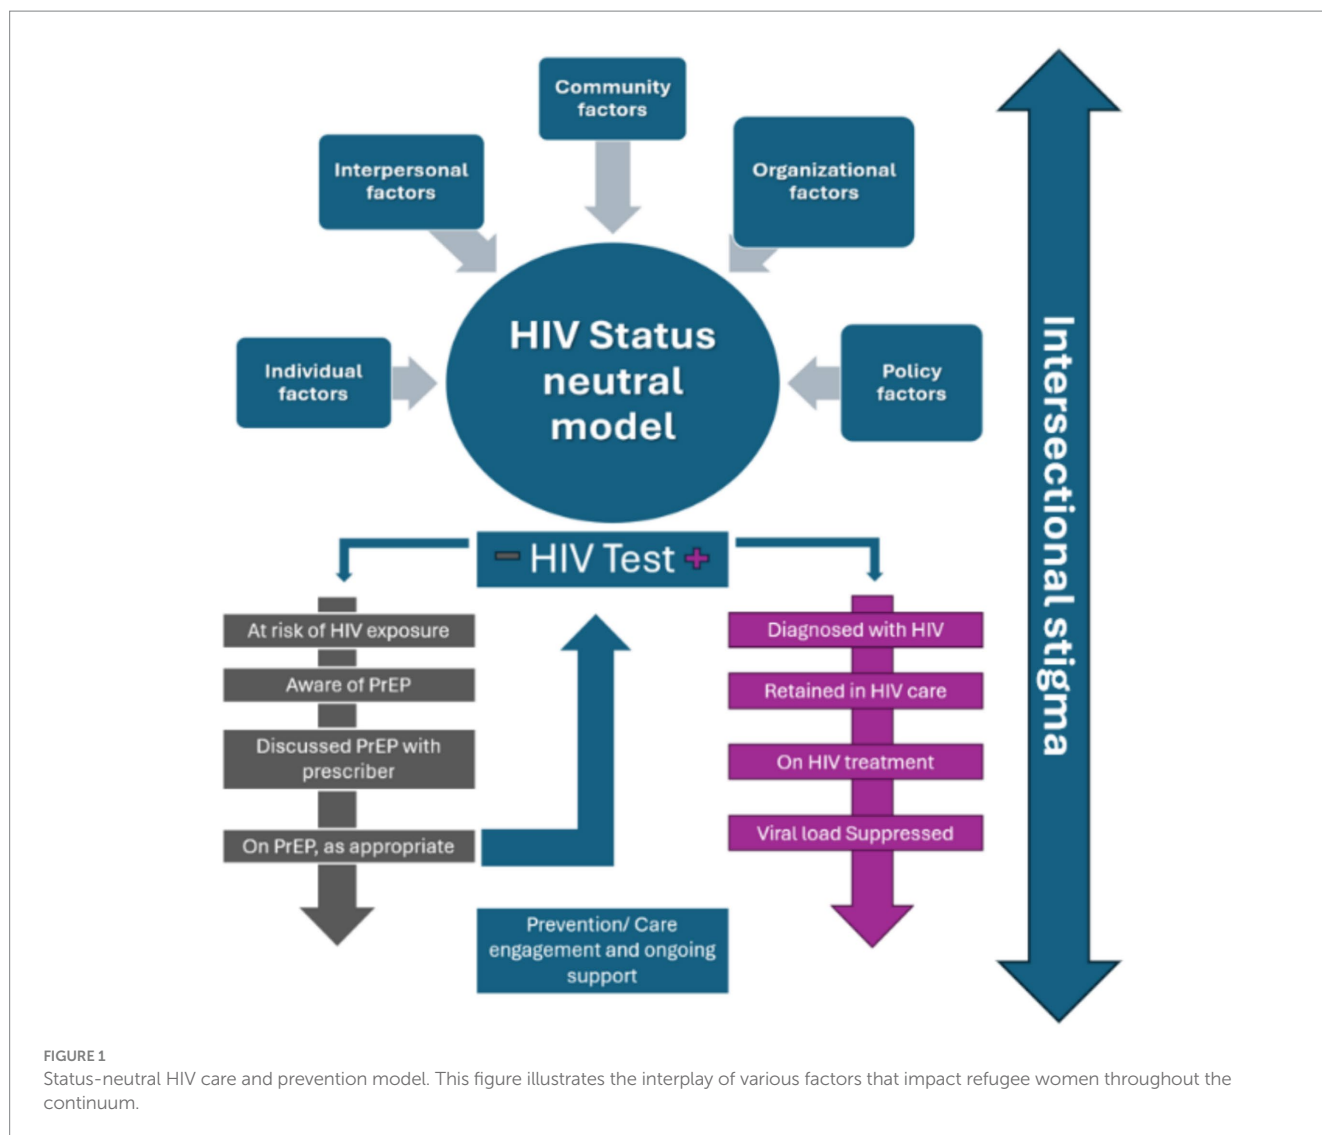 Community
factors
Interpersonal
factors
Organizational
factors
Individual
factors
HIV Status
neutral
model
Policy
factors
Intersectional stigma
− HIV Test +
At risk of HIV exposure
Aware of PrEP
Discussed PrEP with
prescriber
On PrEP, as appropriate
Diagnosed with HIV
Retained in HIV care
On HIV treatment
Viral load Suppressed
Prevention/ Care
engagement and ongoing
support
FIGURE 1
Status-neutral HIV care and prevention model. This figure illustrates the interplay of various factors that impact refugee women throughout the
continuum.